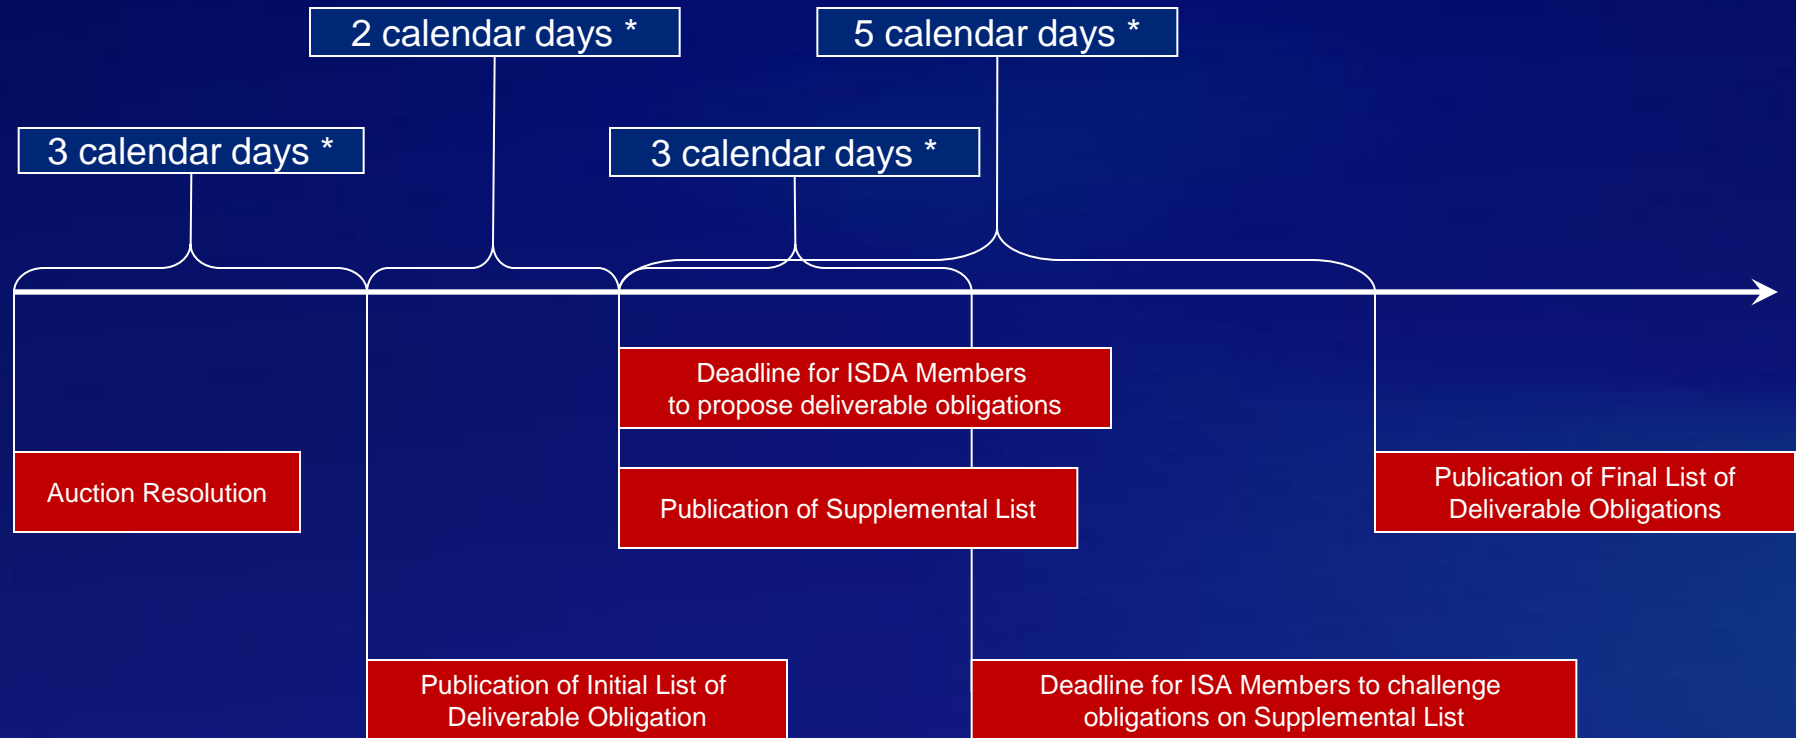 2 calendar days *
5 calendar days *
3 calendar days *
3 calendar days *
Deadline for ISDA Members
to propose deliverable obligations
Auction Resolution
Publication of Supplemental List
Publication of Final List of
Deliverable Obligations
Publication of Initial List of
Deliverable Obligation
Deadline for ISA Members to challenge
obligations on Supplemental List